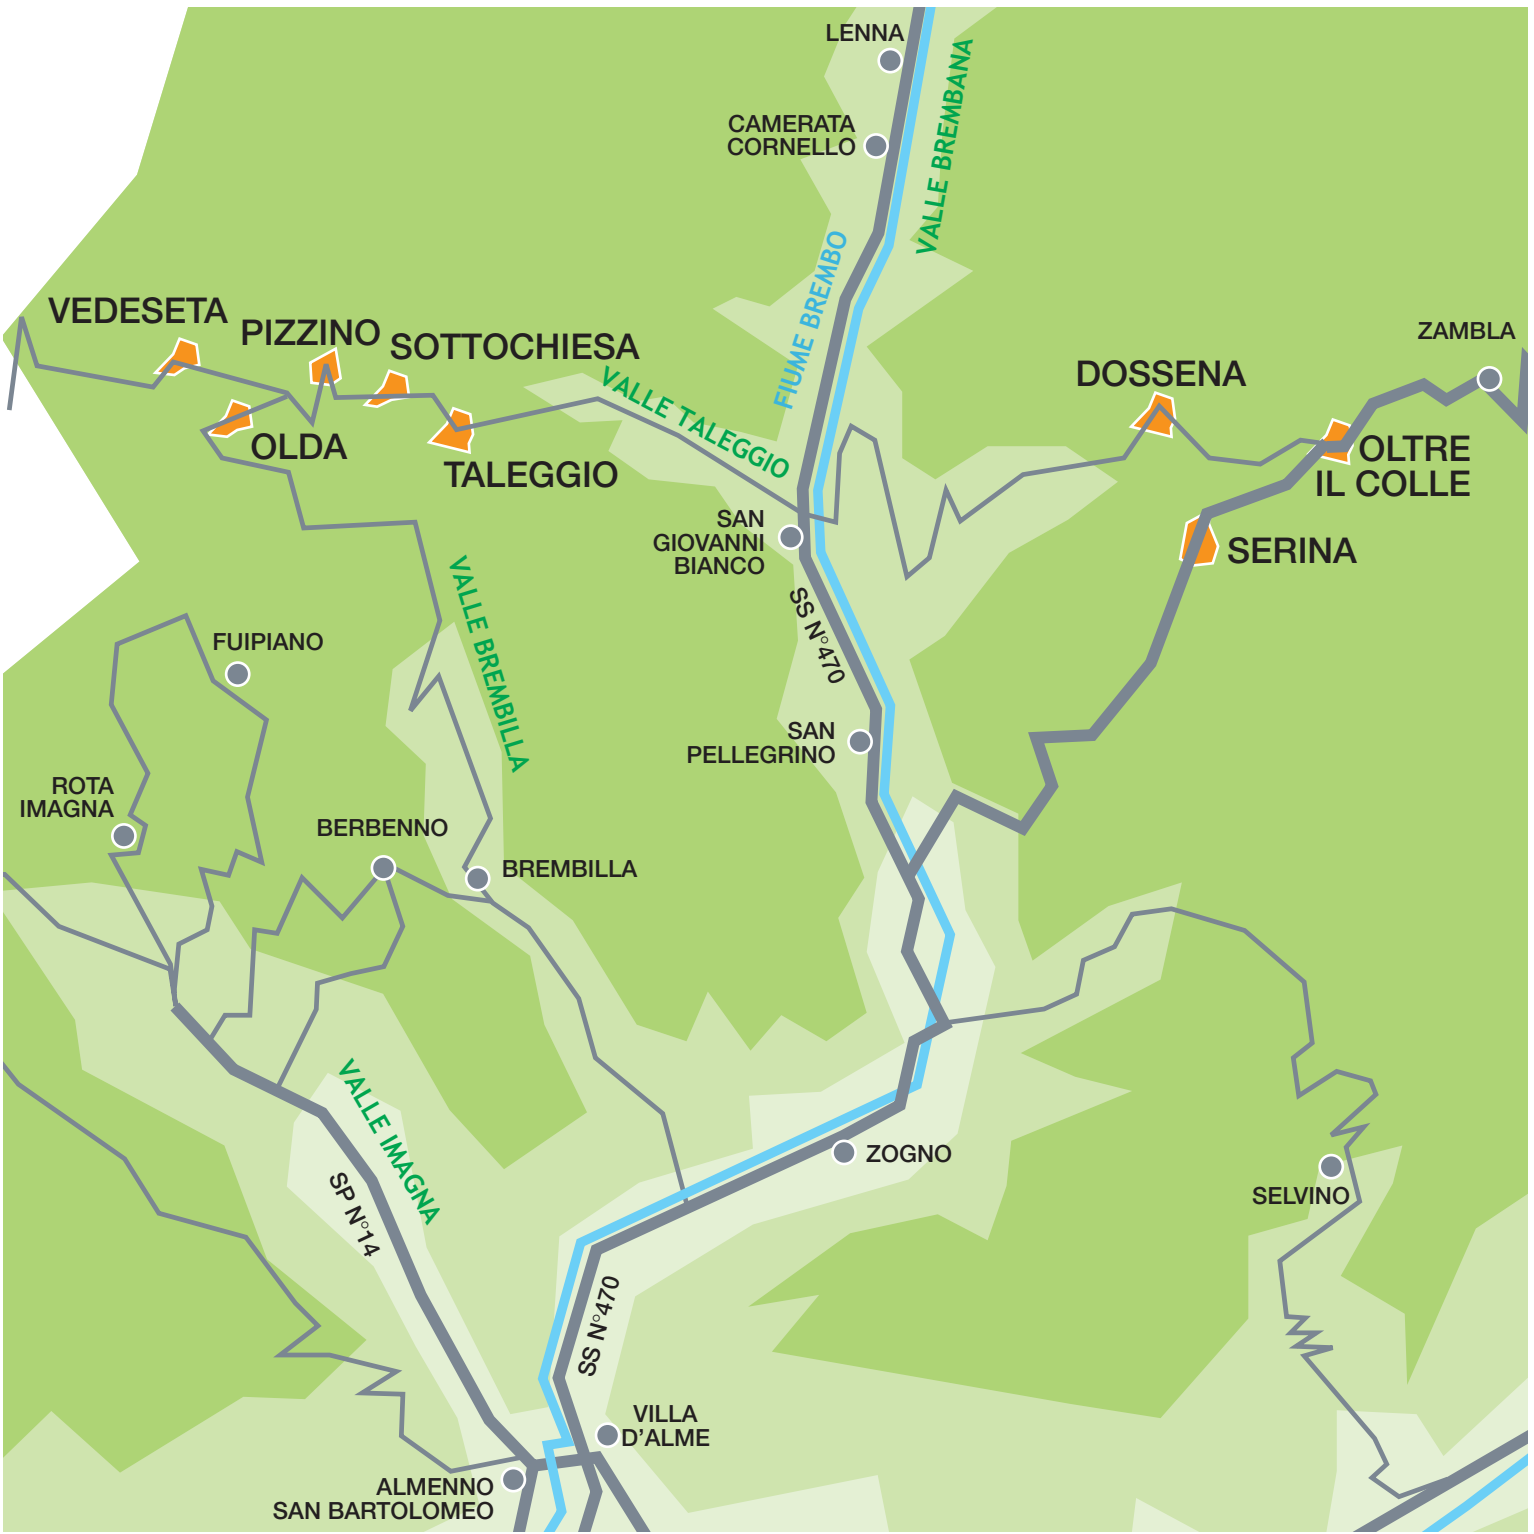 LENNA
CAMERATA
CORNELLO
VALLE BREMBANA
FIUME BREMBO
VEDESETA
PIZZINO
SOTTOCHIESA
OLDA
TALEGGIO
VALLE TALEGGIO
ZAMBLA
DOSSENA
OLTRE
IL COLLE
SERINA
SAN
GIOVANNI
BIANCO
SS N°470
VALLE BREMBILLA
FUIPIANO
SAN
PELLEGRINO
ROTA
IMAGNA
BERBENNO
BREMBILLA
VALLE IMAGNA
SP N°14
ZOGNO
SELVINO
SS N°470
VILLA
D'ALME
ALMENNO
SAN BARTOLOMEO